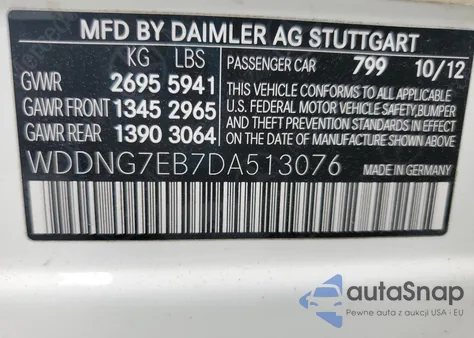 MFD BY DAIMLER AG STUTTGART
KG LBS
GVWR 2695 5941
GAWR FRONT 1345 2965
GAWR REAR 1390 3064
PASSENGER CAR 799 10/12
THIS VEHICLE CONFORMS TO ALL APPLICABLE
U.S. FEDERAL MOTOR VEHICLE SAFETY, BUMPER
AND THEFT PREVENTION STANDARDS IN EFFECT
ON THE DATE OF MANUFACTURE SHOWN ABOVE.
WDDNG7EB7DA513076 MADE IN GERMANY
autoSnap
Pewne auta z aukcji USA i EU